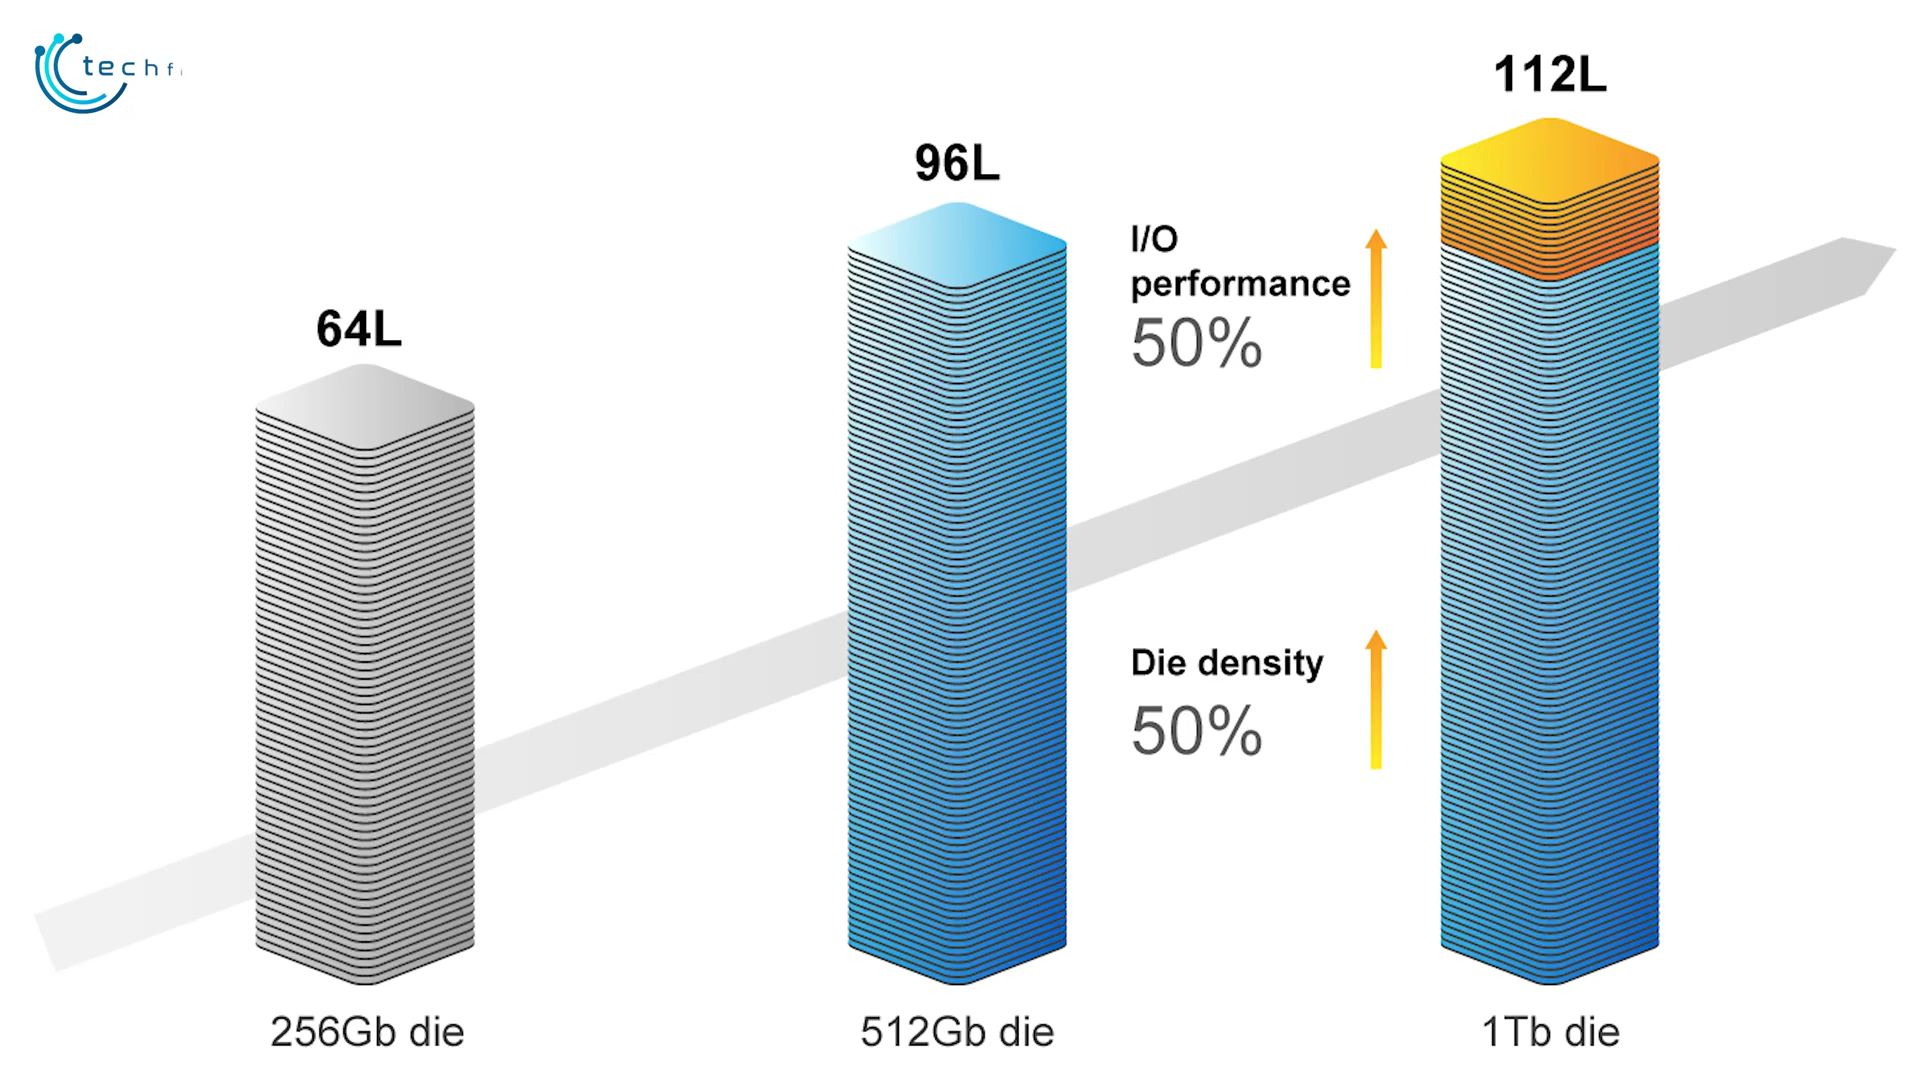 techf
64L
96L
112L
I/O
performance
50%
Die density
50%
256Gb die
512Gb die
1Tb die